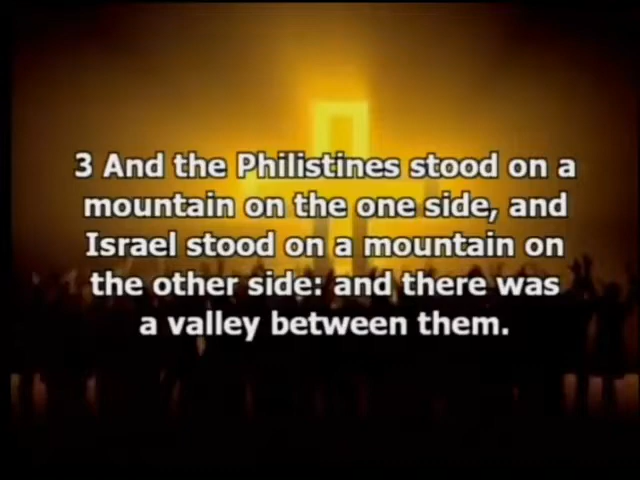 3 And the Philistines stood on a
mountain on the one side, and
Israel stood on a mountain on
the other side: and there was
a valley between them.